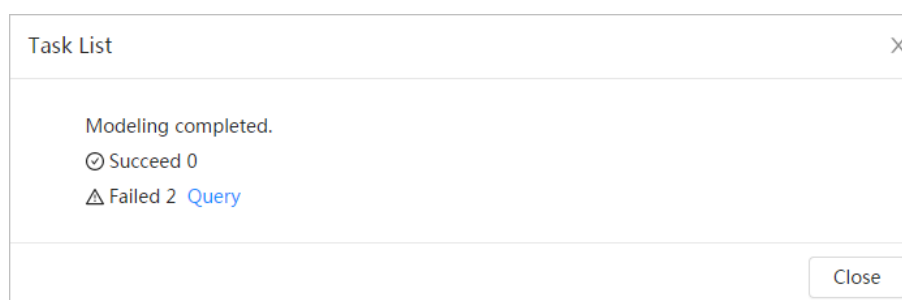 Task List
Modeling completed.
Succeed 0
Failed 2 Query
Close